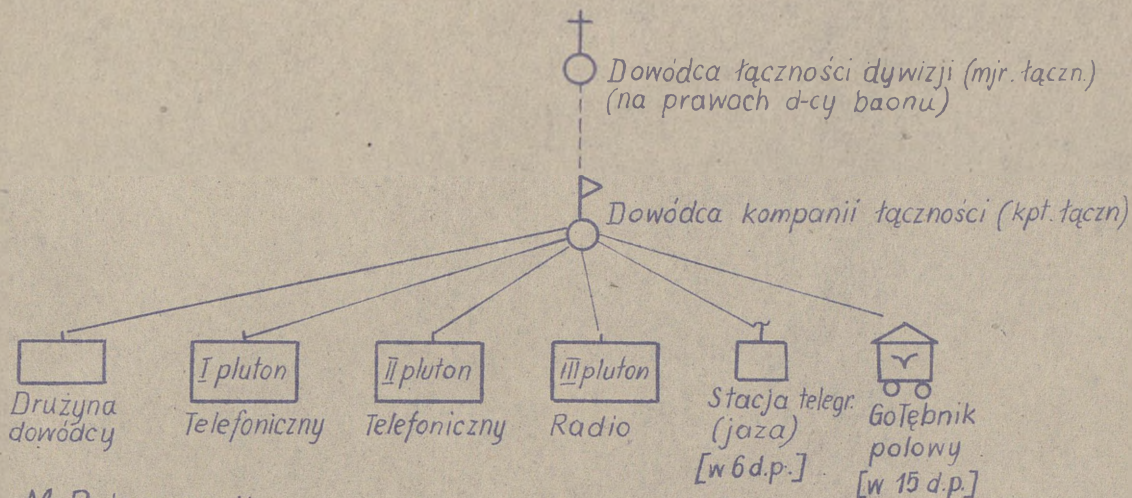 Dowódca łączności dywizji (mjr. łączn.)
(na prawach d-cy baonu)
Dowódca kompanii łączności (kpt. łączn)
I pluton
II pluton
III pluton
Drużyna
dowódcy
Telefoniczny
Telefoniczny
Radio
Stacja telegr.
(jaza)
[w 6 d.p.]
Gołębnik
polowy
[w 15 d.p.]